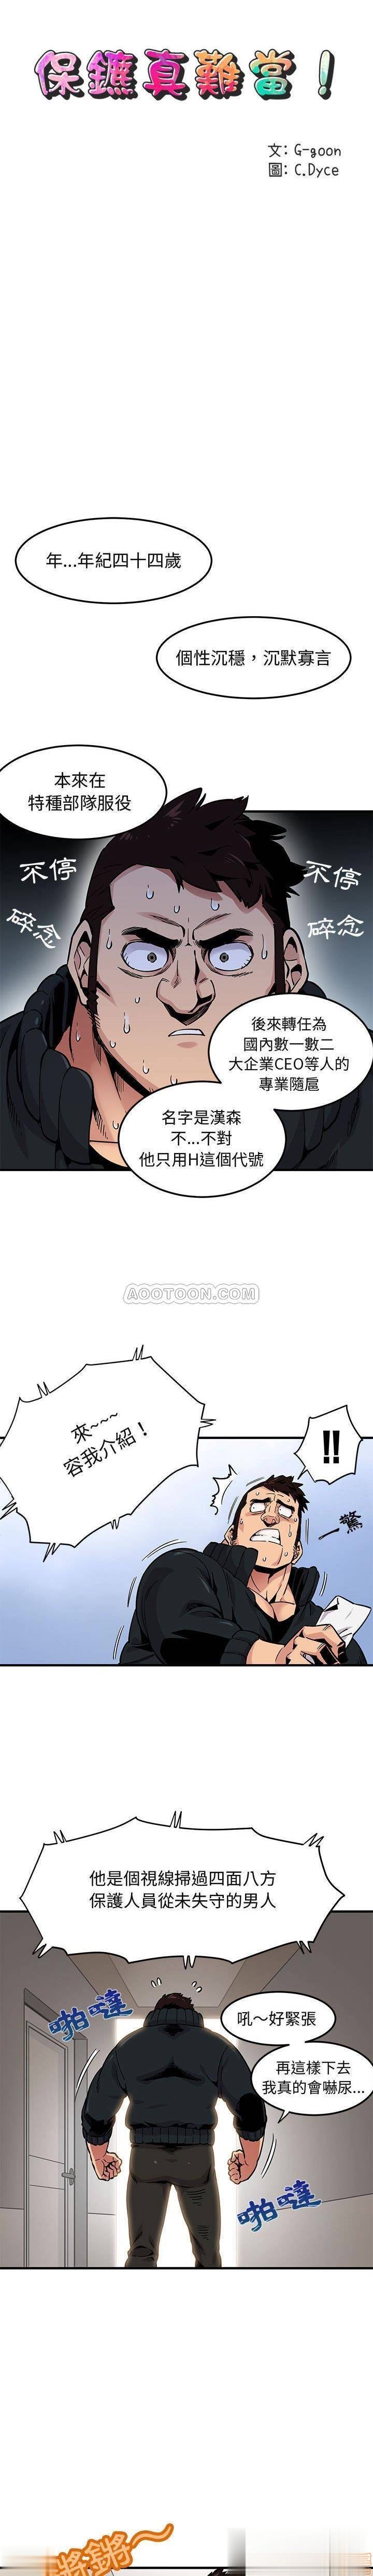 保鑣真難當！
文: G-goon
圖: C.Dyce
年...年紀四十四歲
個性沉穩，沉默寡言
本來在
特種部隊服役
不停
碎念
不停
碎念
後來轉任為
國內數一數二
大企業CEO等人的
專業隨扈
名字是漢森
不...不對
他只用H這個代號
AOOTOON.COM
來~~~
容我介紹！
!!
驚
他是個視線掃過四面八方
保護人員從未失守的男人
啪噠
吼～好緊張
再這樣下去
我真的會嚇尿...
啪噠
將鏘～